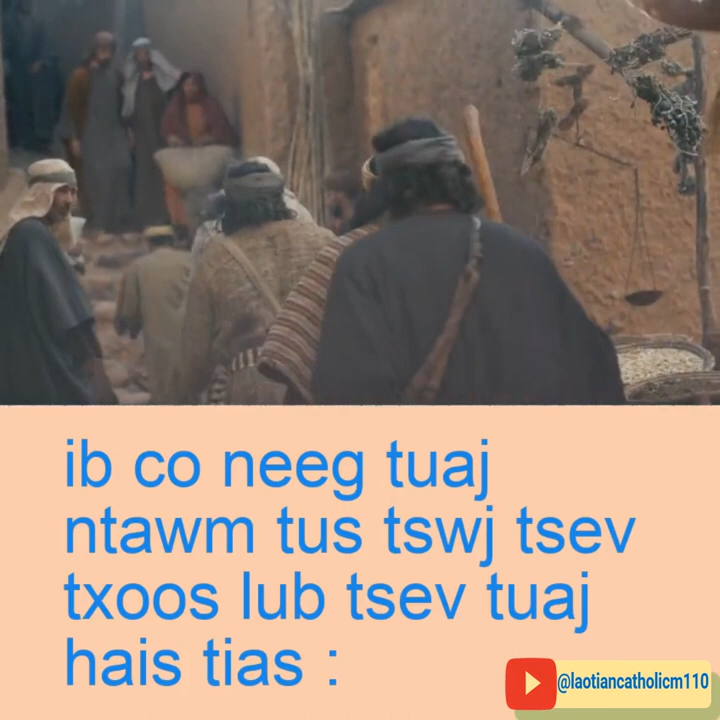 ib co neeg tuaj
ntawm tus tswj tsev
txoos lub tsev tuaj
hais tias :
@laotiancatholicm110